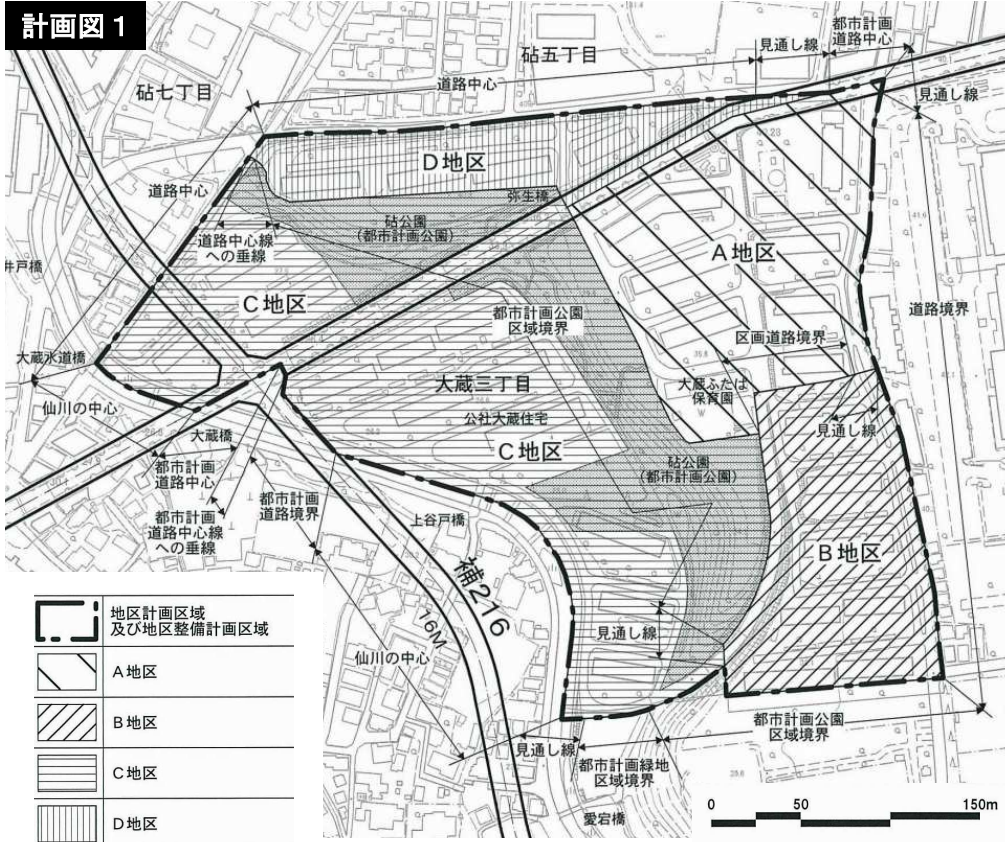 計画図1
砧五丁目
見通し線
都市計画
道路中心
道路中心
砧七丁目
見通し線
D地区
道路中心
弥生橋
砧公園
(都市計画公園)
道路中心線
への垂線
A地区
井戸橋
C地区
都市計画公園
区域境界
道路境界
区画道路境界
大蔵水道橋
大蔵三丁目
大蔵ふたば
保育園
仙川の中心
公社大蔵住宅
見通し線
大蔵橋
C地区
都市計画
道路中心
砧公園
(都市計画公園)
都市計画
道路境界
都市計画
道路中心線
への垂線
上谷戸橋
B地区
補216
16M
見通し線
仙川の中心
地区計画区域
及び地区整備計画区域
A地区
B地区
C地区
D地区
都市計画公園
区域境界
見通し線
都市計画緑地
区域境界
愛宕橋
0 50 150m